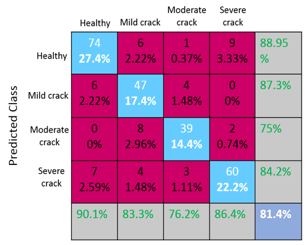 Healthy Mild crack Moderate crack Severe crack
Predicted Class
Healthy 74 27.4% 6 2.22% 1 0.37% 9 3.33% 88.95 %
Mild crack 6 2.22% 47 17.4% 4 1.48% 0 0% 87.3%
Moderate crack 0 0% 8 2.96% 39 14.4% 2 0.74% 75%
Severe crack 7 2.59% 4 1.48% 3 1.11% 60 22.2% 84.2%
90.1% 83.3% 76.2% 86.4% 81.4%